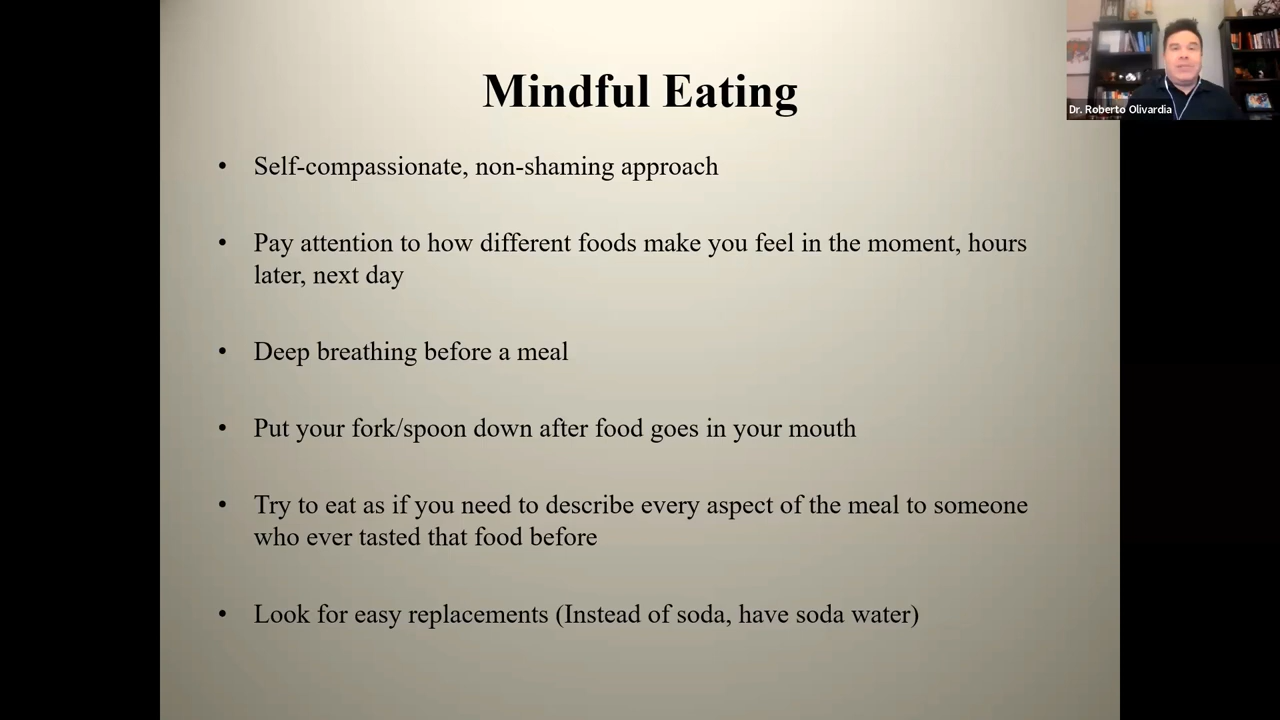 Mindful Eating
Dr. Roberto Olivardia
• Self-compassionate, non-shaming approach
• Pay attention to how different foods make you feel in the moment, hours
later, next day
• Deep breathing before a meal
• Put your fork/spoon down after food goes in your mouth
• Try to eat as if you need to describe every aspect of the meal to someone
who ever tasted that food before
• Look for easy replacements (Instead of soda, have soda water)